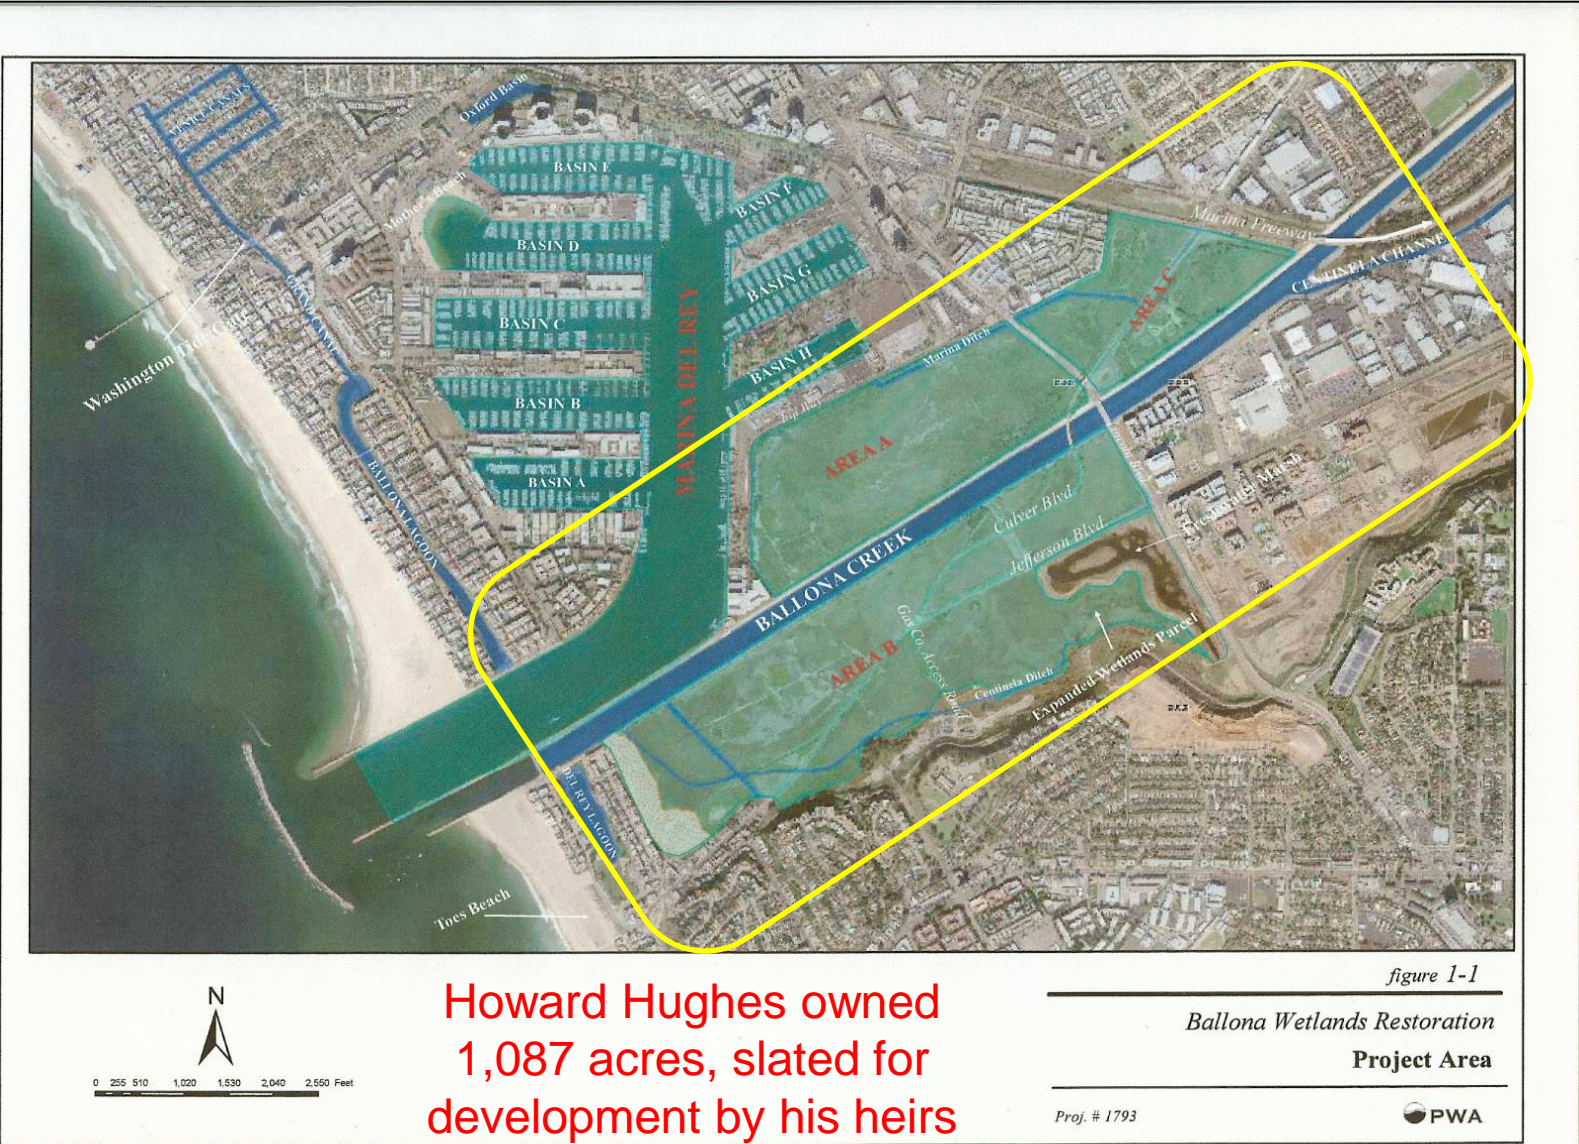 VENICE CANALS
Oxford Basin
BASIN E
Mother's Beach
BASIN F
BASIN D
Marina Freeway
CENTINELA CHANNEL
BASIN G
GRAND CANAL
BASIN C
MARINA DEL REY
AREA C
Washington Tide Gate
Marina Ditch
BASIN H
BASIN B
Fiji Way
AREA A
BASIN A
BALLONA LAGOON
Freshwater Marsh
Culver Blvd.
Jefferson Blvd.
BALLONA CREEK
Gas Co. Access Road
AREA B
Expanded Wetlands Parcel
Centinela Ditch
DEL REY LAGOON
Toes Beach
figure 1-1
N
Howard Hughes owned
1,087 acres, slated for
development by his heirs
Ballona Wetlands Restoration
Project Area
0 255 510 1,020 1,530 2,040 2,550 Feet
Proj. # 1793
PWA